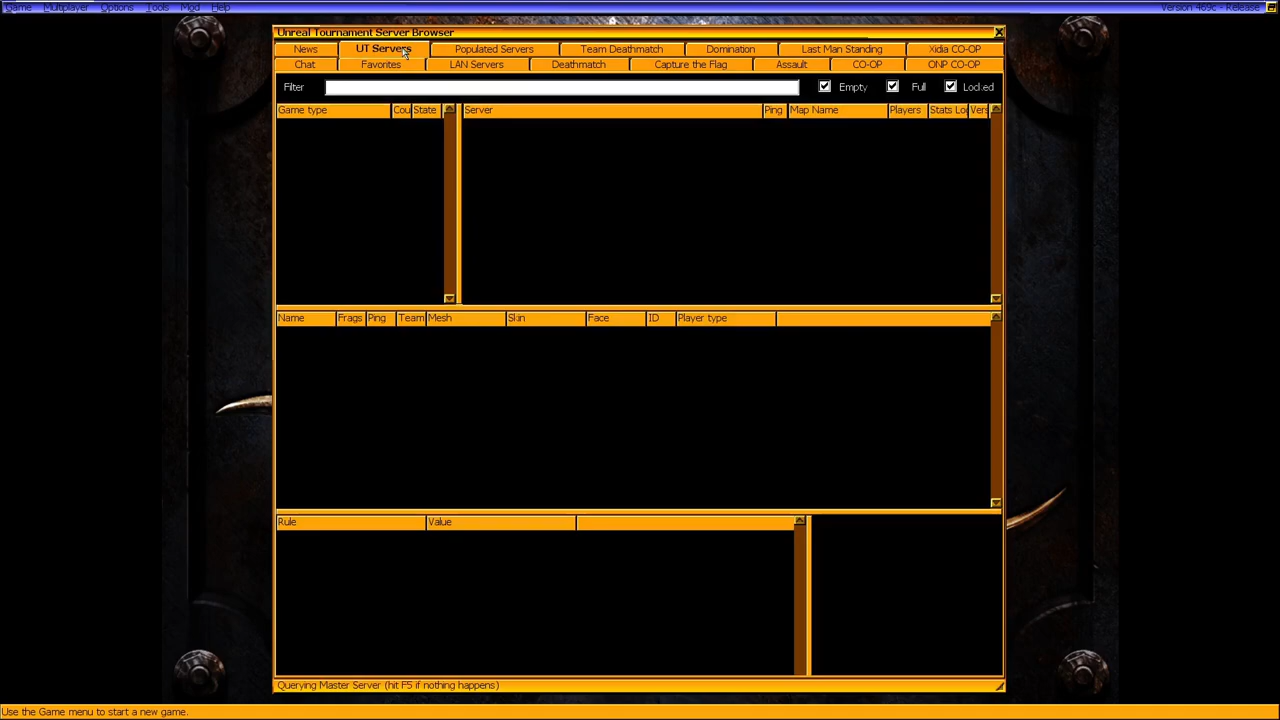 Game Multiplayer Options Tools Mod Help Version 469c - Release
Unreal Tournament Server Browser
News UT Servers Populated Servers Team Deathmatch Domination Last Man Standing Xidia CO-OP
Chat Favorites LAN Servers Deathmatch Capture the Flag Assault CO-OP ONP CO-OP
Filter Empty Full Locked
Game type Cou State Server Ping Map Name Players Stats Lo Vers
Name Frags Ping Team Mesh Skin Face ID Player type
Rule Value
Querying Master Server (hit F5 if nothing happens)
Use the Game menu to start a new game.